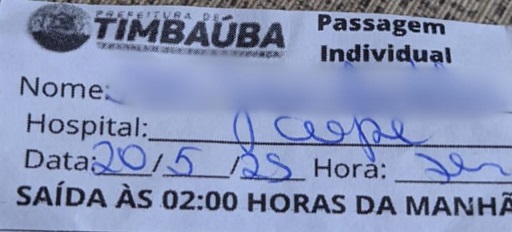 PREFEITURA DE
TIMBAÚBA
Passagem
Individual
Nome:
Hospital:
Data: 20/5/25 Hora:
SAÍDA ÀS 02:00 HORAS DA MANHÃ